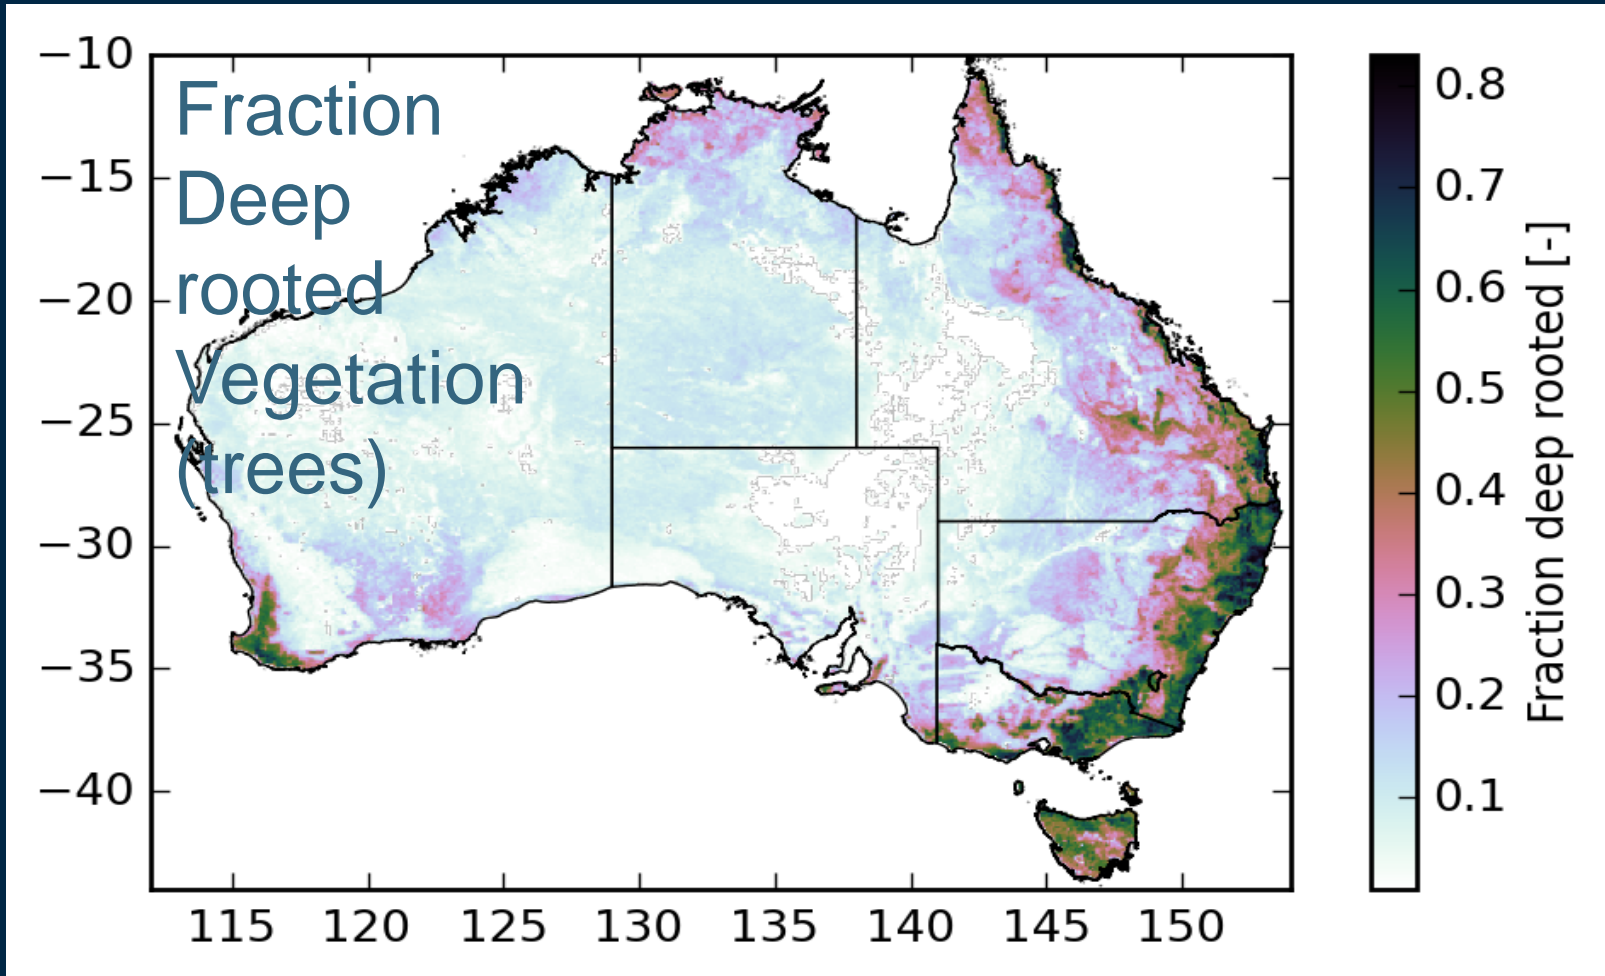 Fraction
Deep
rooted
Vegetation
(trees)
−10
−15
−20
−25
−30
−35
−40
115 120 125 130 135 140 145 150
0.8
0.7
0.6
0.5
0.4
0.3
0.2
0.1
Fraction deep rooted [-]